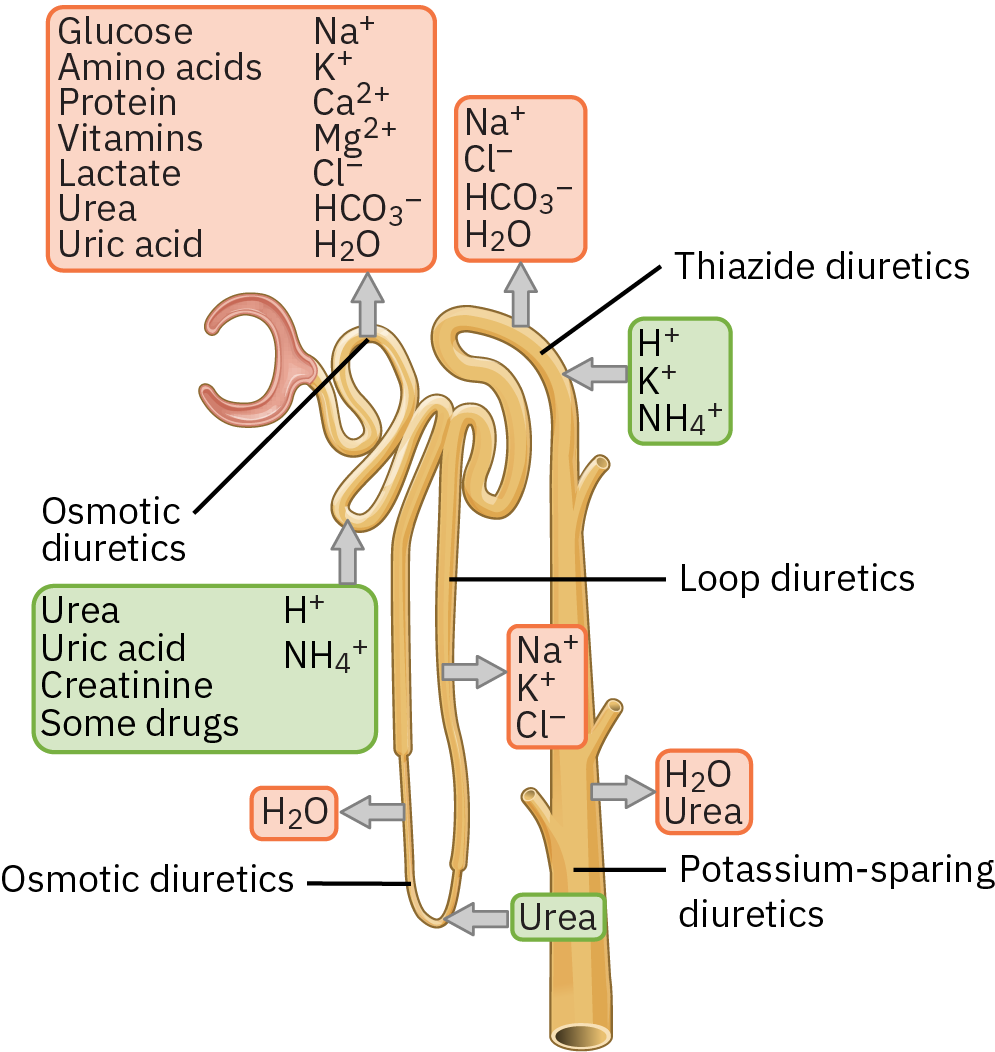 Glucose Na⁺
Amino acids K⁺
Protein Ca²⁺
Vitamins Mg²⁺
Lactate Cl⁻
Urea HCO₃⁻
Uric acid H₂O
Na⁺
Cl⁻
HCO₃⁻
H₂O
Thiazide diuretics
H⁺
K⁺
NH₄⁺
Osmotic
diuretics
Loop diuretics
Urea H⁺
Uric acid NH₄⁺
Creatinine
Some drugs
Na⁺
K⁺
Cl⁻
H₂O
Urea
H₂O
Osmotic diuretics
Potassium-sparing
diuretics
Urea